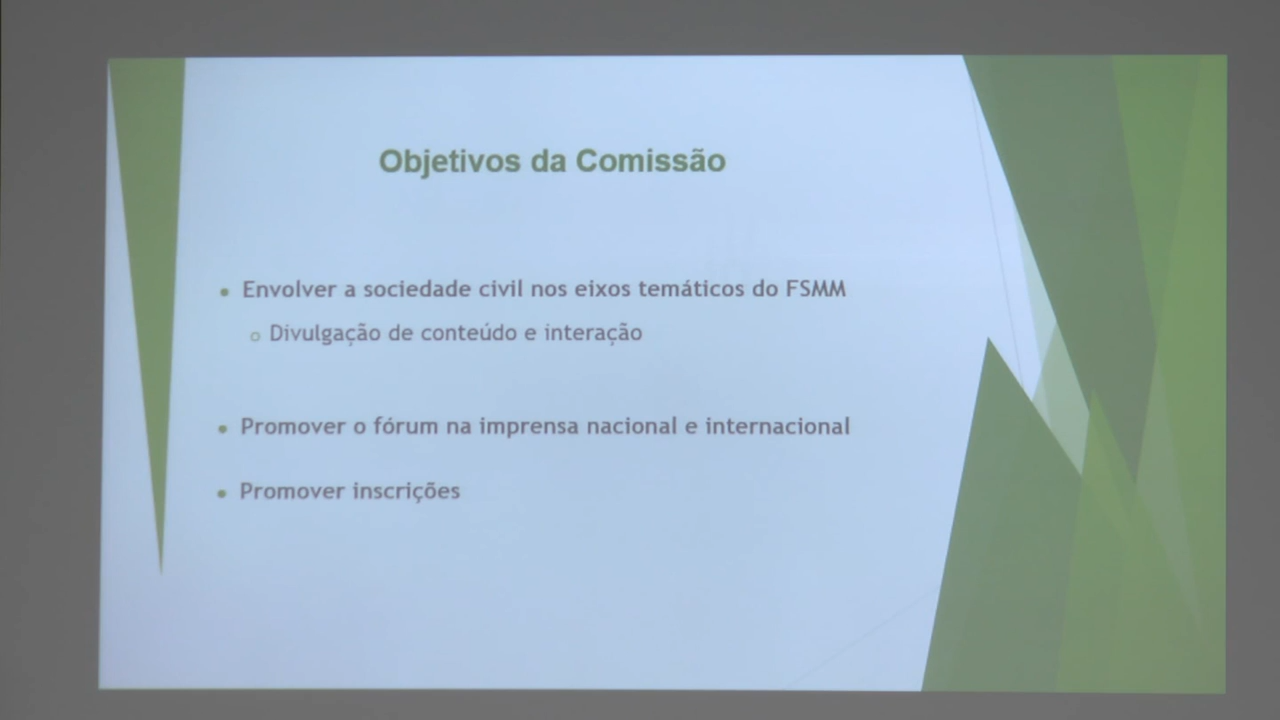 Objetivos da Comissão
• Envolver a sociedade civil nos eixos temáticos do FSMM
o Divulgação de conteúdo e interação
• Promover o fórum na imprensa nacional e internacional
• Promover inscrições